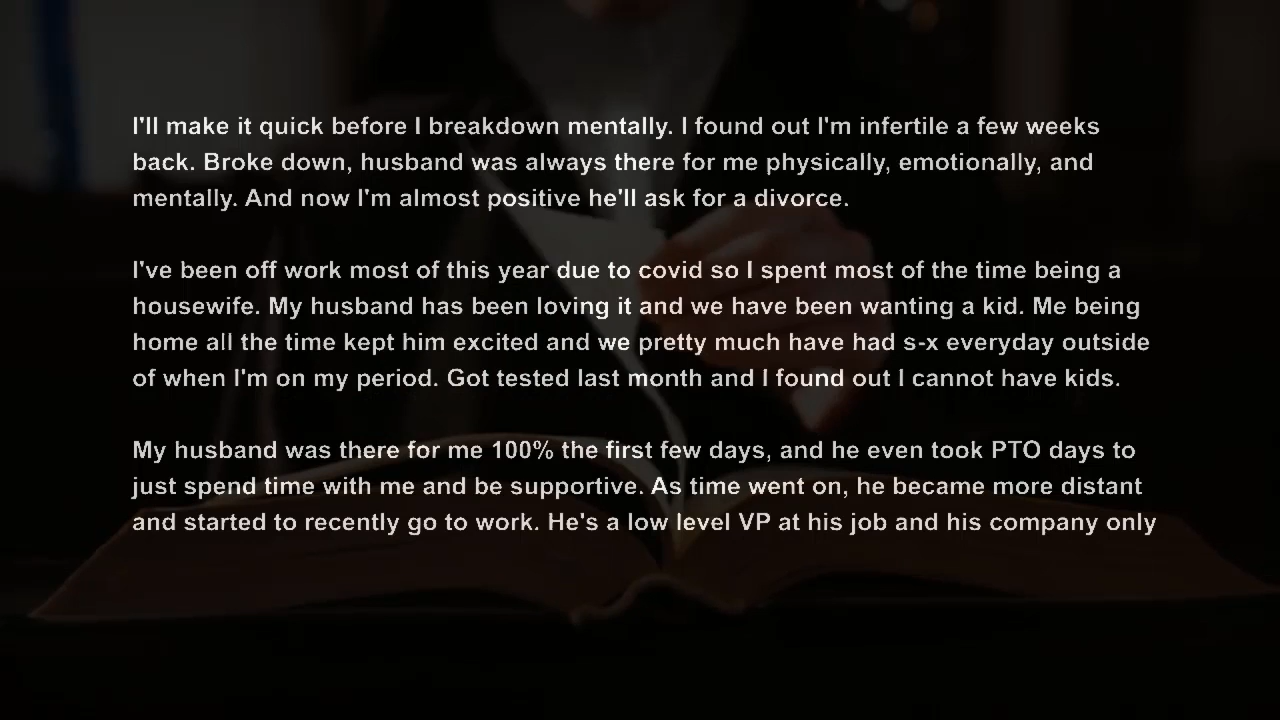 I'll make it quick before I breakdown mentally. I found out I'm infertile a few weeks
back. Broke down, husband was always there for me physically, emotionally, and
mentally. And now I'm almost positive he'll ask for a divorce.
I've been off work most of this year due to covid so I spent most of the time being a
housewife. My husband has been loving it and we have been wanting a kid. Me being
home all the time kept him excited and we pretty much have had s-x everyday outside
of when I'm on my period. Got tested last month and I found out I cannot have kids.
My husband was there for me 100% the first few days, and he even took PTO days to
just spend time with me and be supportive. As time went on, he became more distant
and started to recently go to work. He's a low level VP at his job and his company only